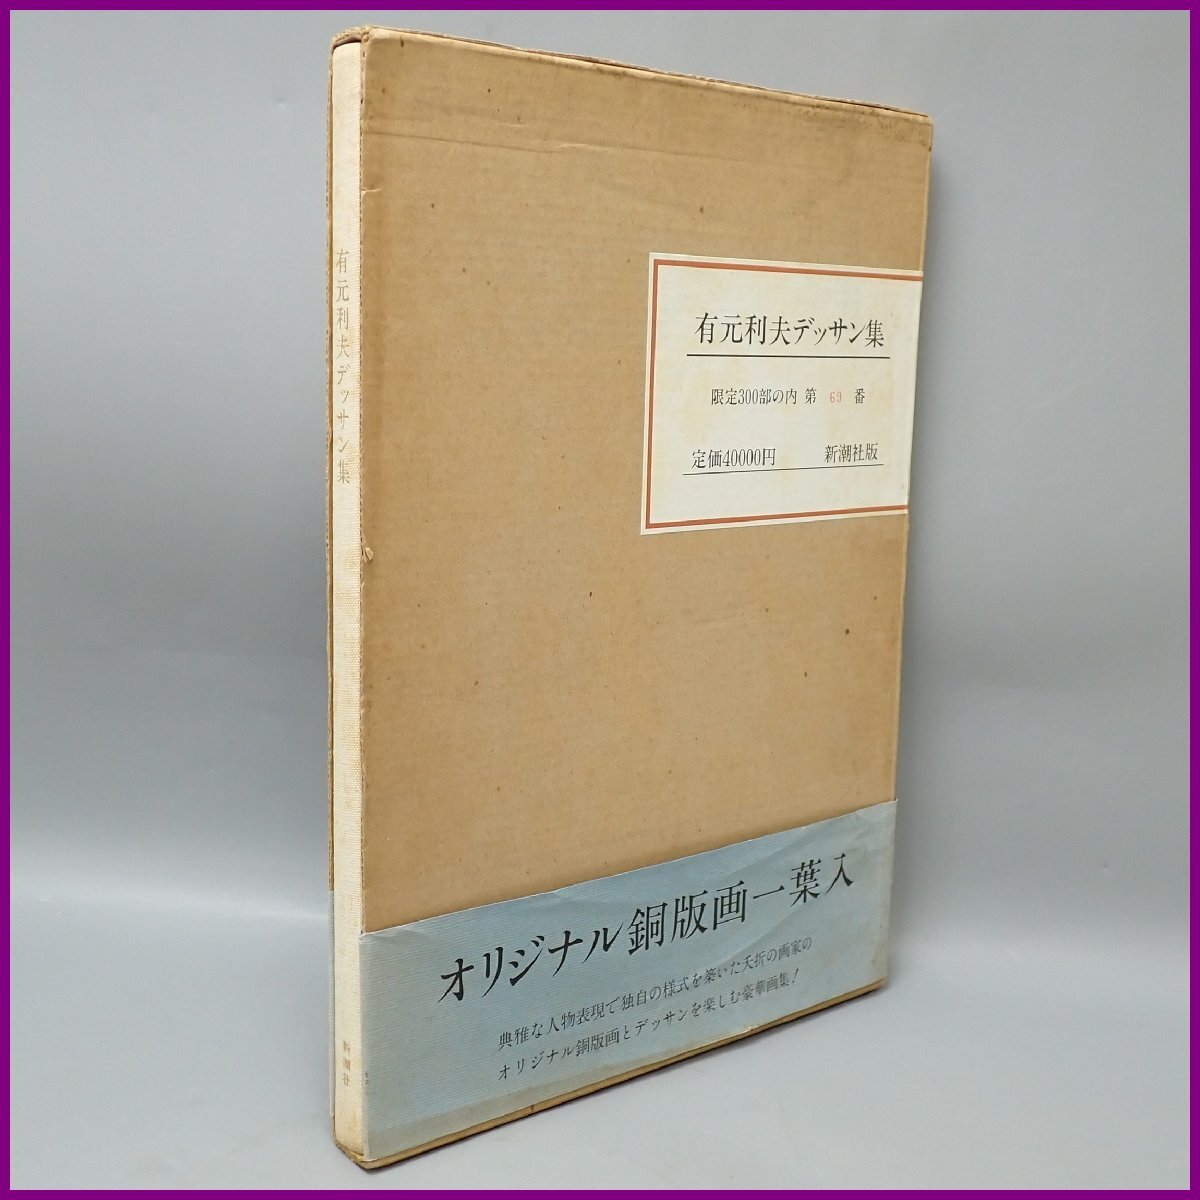 有元利夫デッサン集
新潮社
有元利夫デッサン集
限定300部の内 第 69 番
定価40000円 新潮社版
オリジナル銅版画一葉入
典雅な人物表現で独自の様式を築いた夭折の画家の
オリジナル銅版画とデッサンを楽しむ豪華画集!